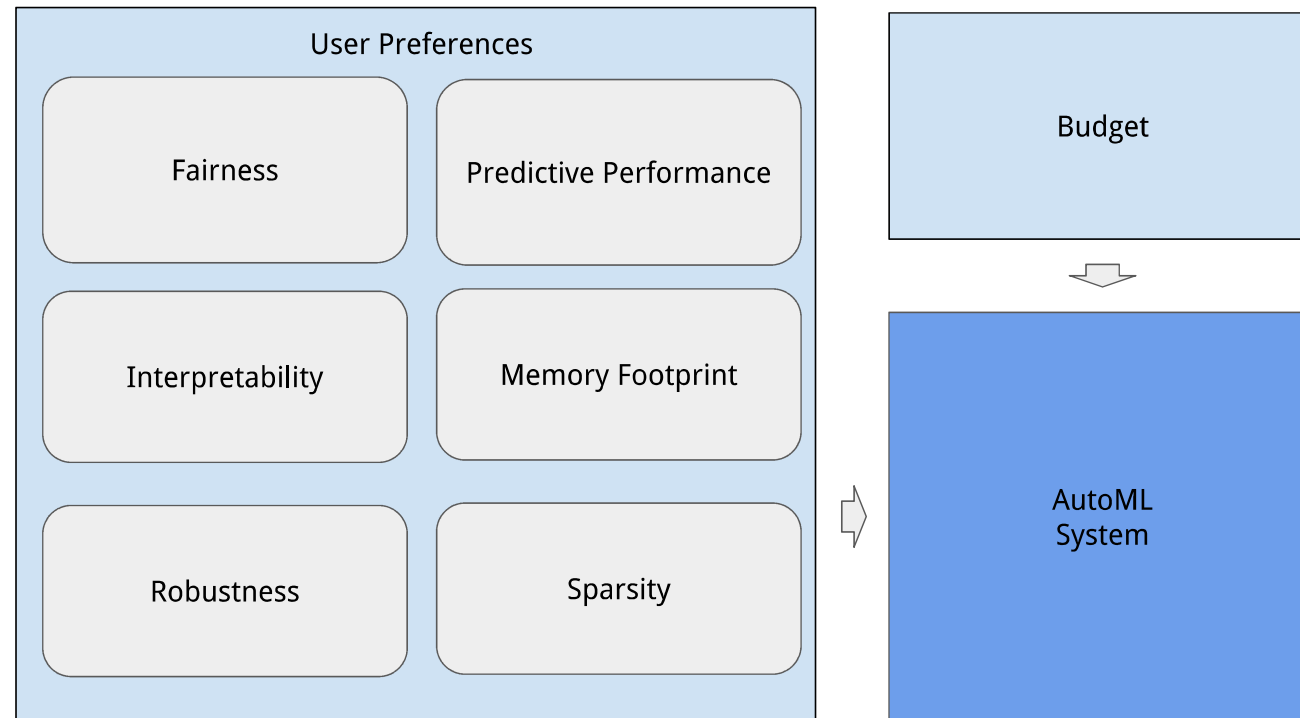 User Preferences
Fairness
Predictive Performance
Interpretability
Memory Footprint
Robustness
Sparsity
Budget
AutoML
System